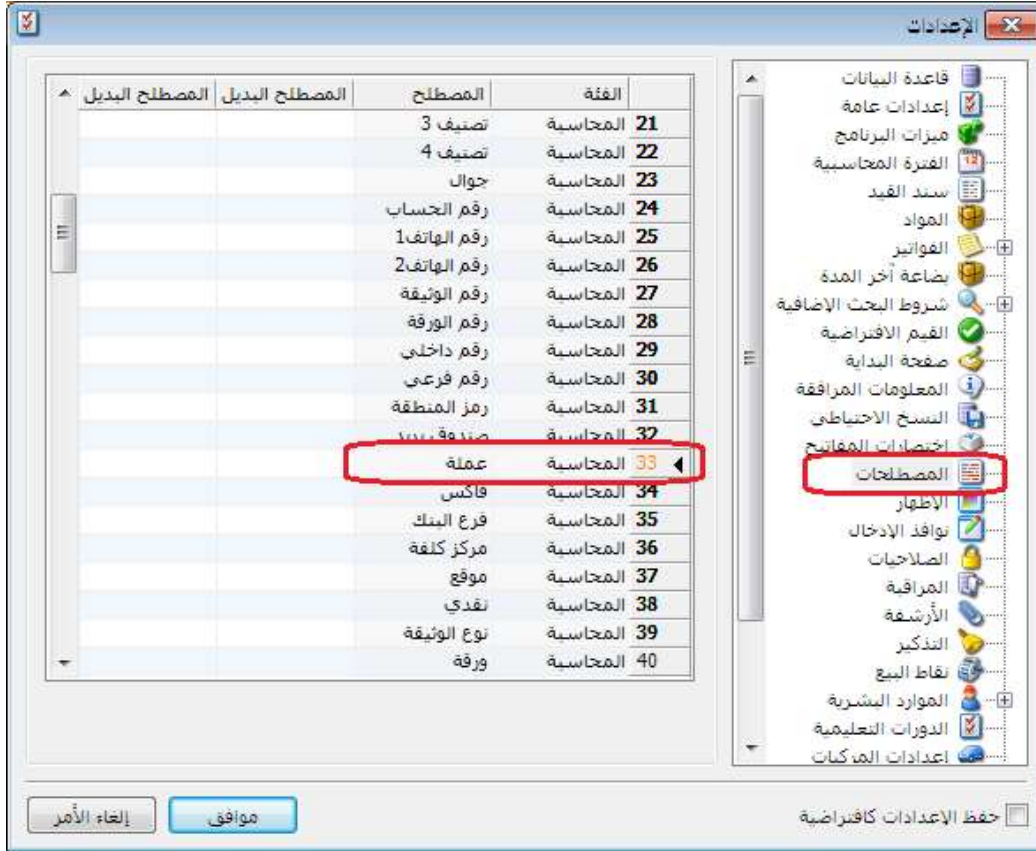 الإعدادات
قاعدة البيانات
إعدادات عامة
ميزات البرنامج
الفترة المحاسبية
سند القيد
المواد
الفواتير
بضاعة آخر المدة
شروط البحث الإضافية
القيم الافتراضية
صفحة البداية
المعلومات المرافقة
النسخ الاحتياطي
اختصارات المفاتيح
المصطلحات
الإظهار
نوافذ الإدخال
الصلاحيات
المراقبة
الأرشفة
التذكير
نقاط البيع
الموارد البشرية
الدورات التعليمية
إعدادات المركبات
الفئة المصطلح المصطلح البديل المصطلح البديل
21 المحاسبة تصنيف 3
22 المحاسبة تصنيف 4
23 المحاسبة جوال
24 المحاسبة رقم الحساب
25 المحاسبة رقم الهاتف1
26 المحاسبة رقم الهاتف2
27 المحاسبة رقم الوثيقة
28 المحاسبة رقم الورقة
29 المحاسبة رقم داخلي
30 المحاسبة رقم فرعي
31 المحاسبة رمز المنطقة
32 المحاسبة صندوق بريد
33 المحاسبة عملة
34 المحاسبة فاكس
35 المحاسبة فرع البنك
36 المحاسبة مركز كلفة
37 المحاسبة موقع
38 المحاسبة نقدي
39 المحاسبة نوع الوثيقة
40 المحاسبة ورقة
حفظ الإعدادات كافتراضية
موافق
إلغاء الأمر